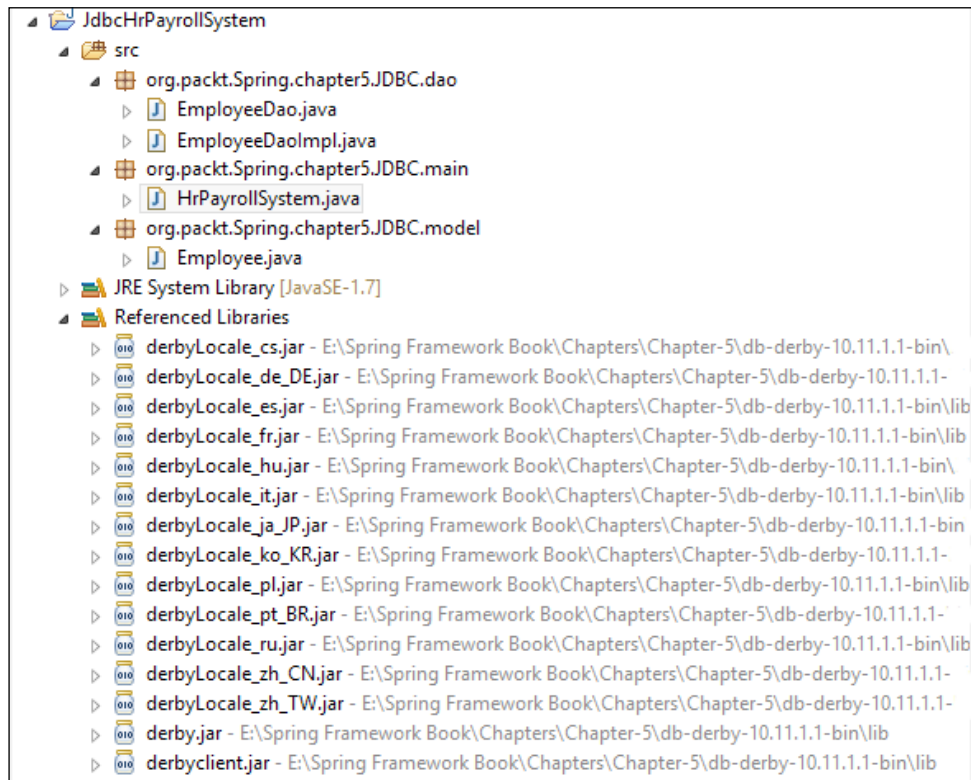 JdbcHrPayrollSystem
src
org.packt.Spring.chapter5.JDBC.dao
EmployeeDao.java
EmployeeDaoImpl.java
org.packt.Spring.chapter5.JDBC.main
HrPayrollSystem.java
org.packt.Spring.chapter5.JDBC.model
Employee.java
JRE System Library [JavaSE-1.7]
Referenced Libraries
derbyLocale_cs.jar - E:\Spring Framework Book\Chapters\Chapter-5\db-derby-10.11.1.1-bin\
derbyLocale_de_DE.jar - E:\Spring Framework Book\Chapters\Chapter-5\db-derby-10.11.1.1-
derbyLocale_es.jar - E:\Spring Framework Book\Chapters\Chapter-5\db-derby-10.11.1.1-bin\lib
derbyLocale_fr.jar - E:\Spring Framework Book\Chapters\Chapter-5\db-derby-10.11.1.1-bin\lib
derbyLocale_hu.jar - E:\Spring Framework Book\Chapters\Chapter-5\db-derby-10.11.1.1-bin\
derbyLocale_it.jar - E:\Spring Framework Book\Chapters\Chapter-5\db-derby-10.11.1.1-bin\lib
derbyLocale_ja_JP.jar - E:\Spring Framework Book\Chapters\Chapter-5\db-derby-10.11.1.1-bin
derbyLocale_ko_KR.jar - E:\Spring Framework Book\Chapters\Chapter-5\db-derby-10.11.1.1-
derbyLocale_pl.jar - E:\Spring Framework Book\Chapters\Chapter-5\db-derby-10.11.1.1-bin\lib
derbyLocale_pt_BR.jar - E:\Spring Framework Book\Chapters\Chapter-5\db-derby-10.11.1.1-
derbyLocale_ru.jar - E:\Spring Framework Book\Chapters\Chapter-5\db-derby-10.11.1.1-bin\lib
derbyLocale_zh_CN.jar - E:\Spring Framework Book\Chapters\Chapter-5\db-derby-10.11.1.1-
derbyLocale_zh_TW.jar - E:\Spring Framework Book\Chapters\Chapter-5\db-derby-10.11.1.1-
derby.jar - E:\Spring Framework Book\Chapters\Chapter-5\db-derby-10.11.1.1-bin\lib
derbyclient.jar - E:\Spring Framework Book\Chapters\Chapter-5\db-derby-10.11.1.1-bin\lib